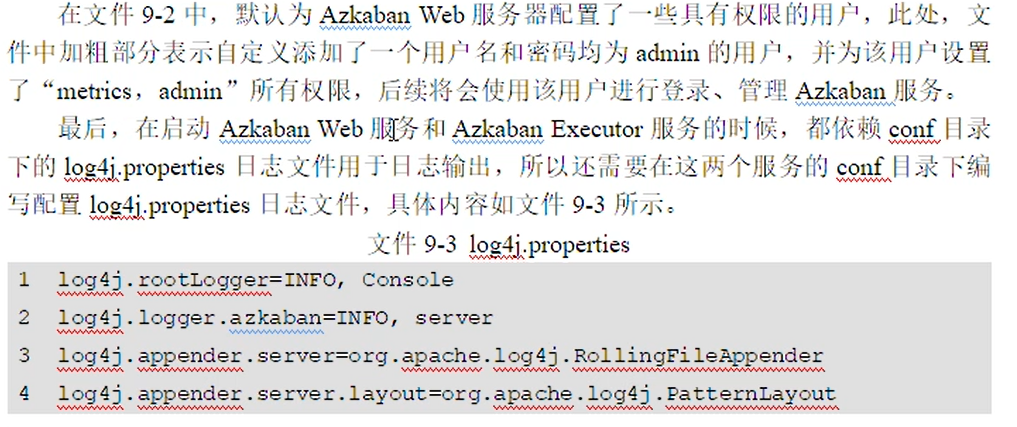 在文件 9-2 中，默认为 Azkaban Web 服务器配置了一些具有权限的用户，此处，文
件中加粗部分表示自定义添加了一个用户名和密码均为 admin 的用户，并为该用户设置
了“metrics，admin”所有权限，后续将会使用该用户进行登录、管理 Azkaban 服务。
最后，在启动 Azkaban Web 服务和 Azkaban Executor 服务的时候，都依赖 conf 目录
下的 log4j.properties 日志文件用于日志输出，所以还需要在这两个服务的 conf 目录下编
写配置 log4j.properties 日志文件，具体内容如文件 9-3 所示。
文件 9-3 log4j.properties
1 log4j.rootLogger=INFO, Console
2 log4j.logger.azkaban=INFO, server
3 log4j.appender.server=org.apache.log4j.RollingFileAppender
4 log4j.appender.server.layout=org.apache.log4j.PatternLayout